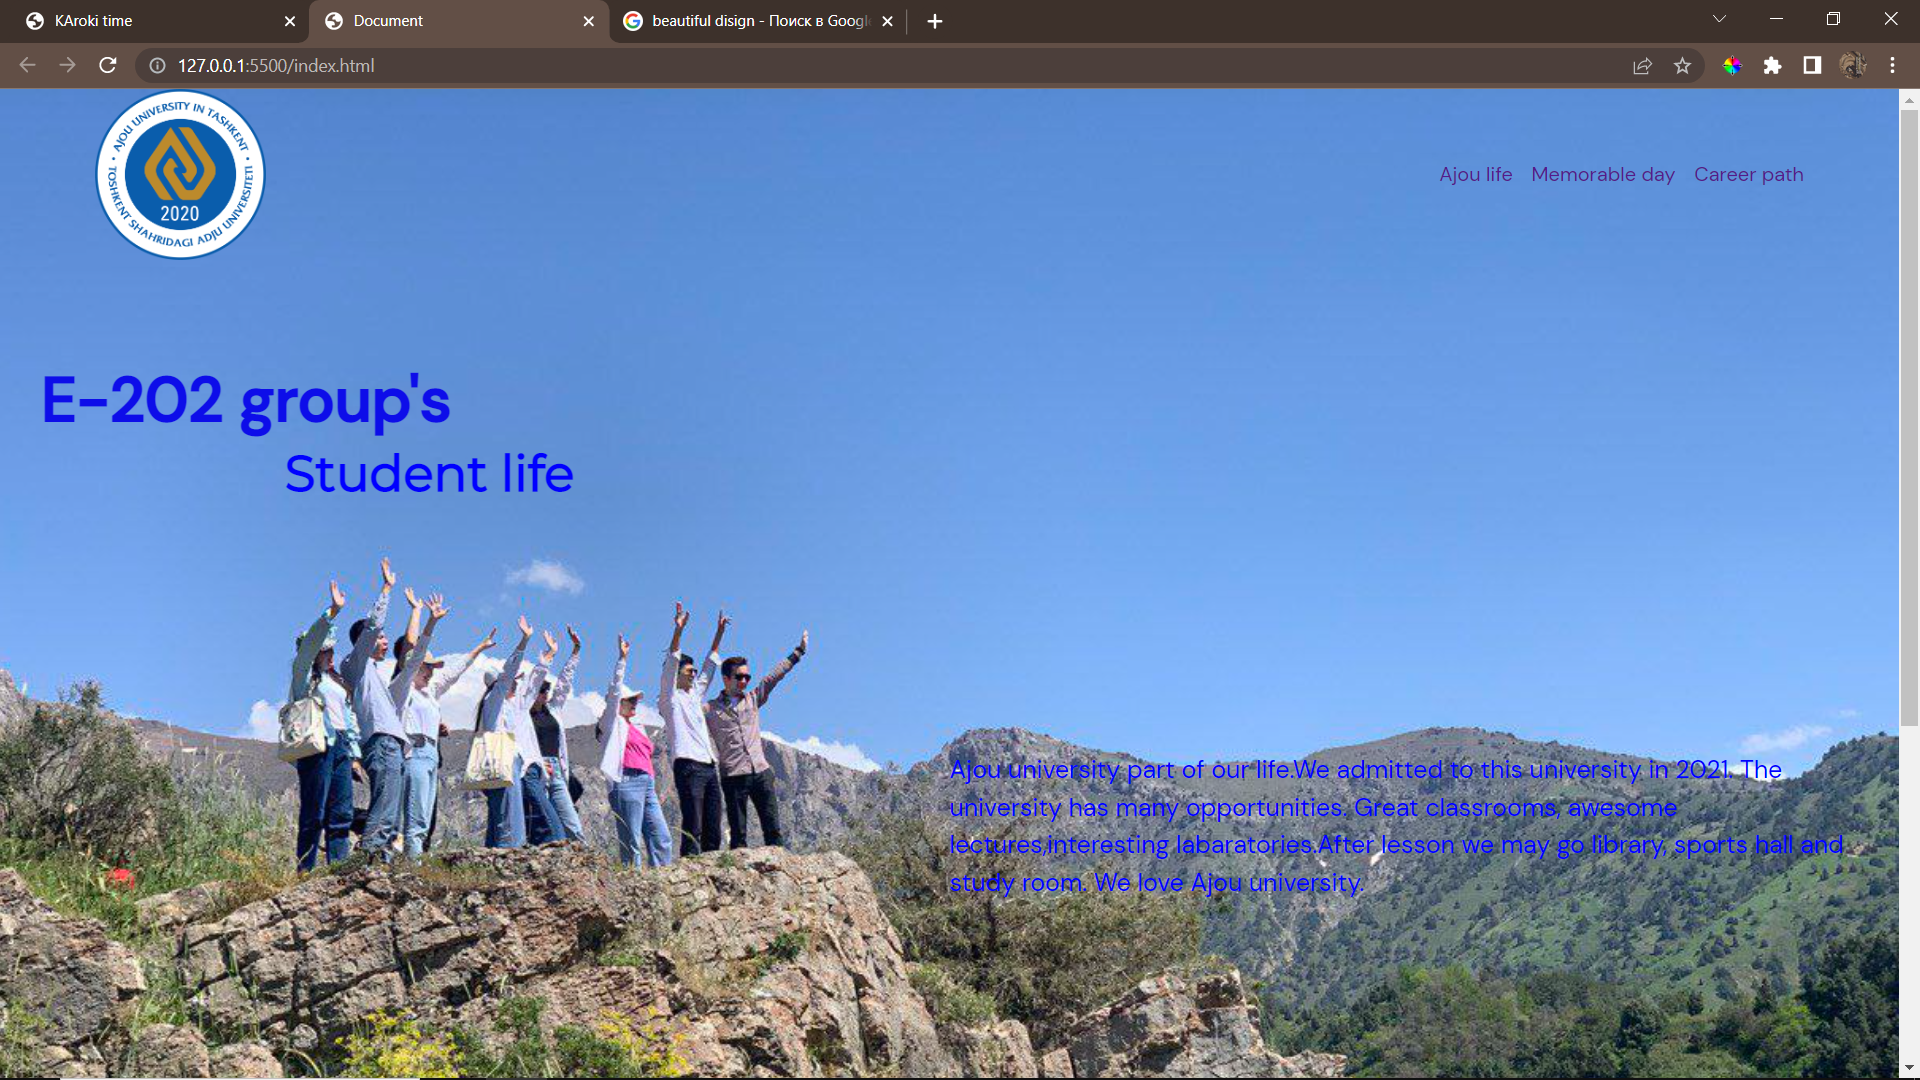 KAroki time
Document
beautiful disign - Поиск в Googl
127.0.0.1:5500/index.html
AJOU UNIVERSITY IN TASHKENT
2020
TOSHKENT SHAHRIDAGI ADJU UNIVERSITETI
Ajou life Memorable day Career path
E-202 group's
Student life
Ajou university part of our life.We admitted to this university in 2021. The
university has many opportunities. Great classrooms, awesome
lectures,interesting labaratories.After lesson we may go library, sports hall and
study room. We love Ajou university.